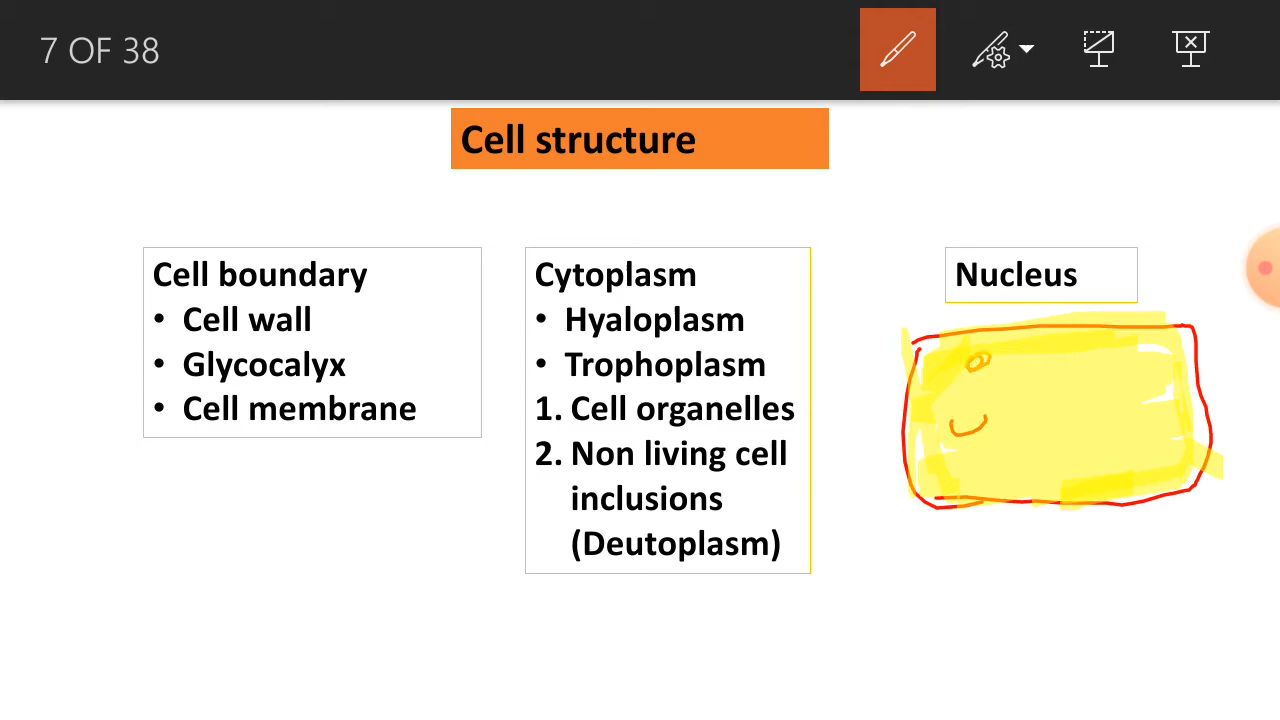 7 OF 38
Cell structure
Cell boundary
• Cell wall
• Glycocalyx
• Cell membrane
Cytoplasm
• Hyaloplasm
• Trophoplasm
1. Cell organelles
2. Non living cell
inclusions
(Deutoplasm)
Nucleus